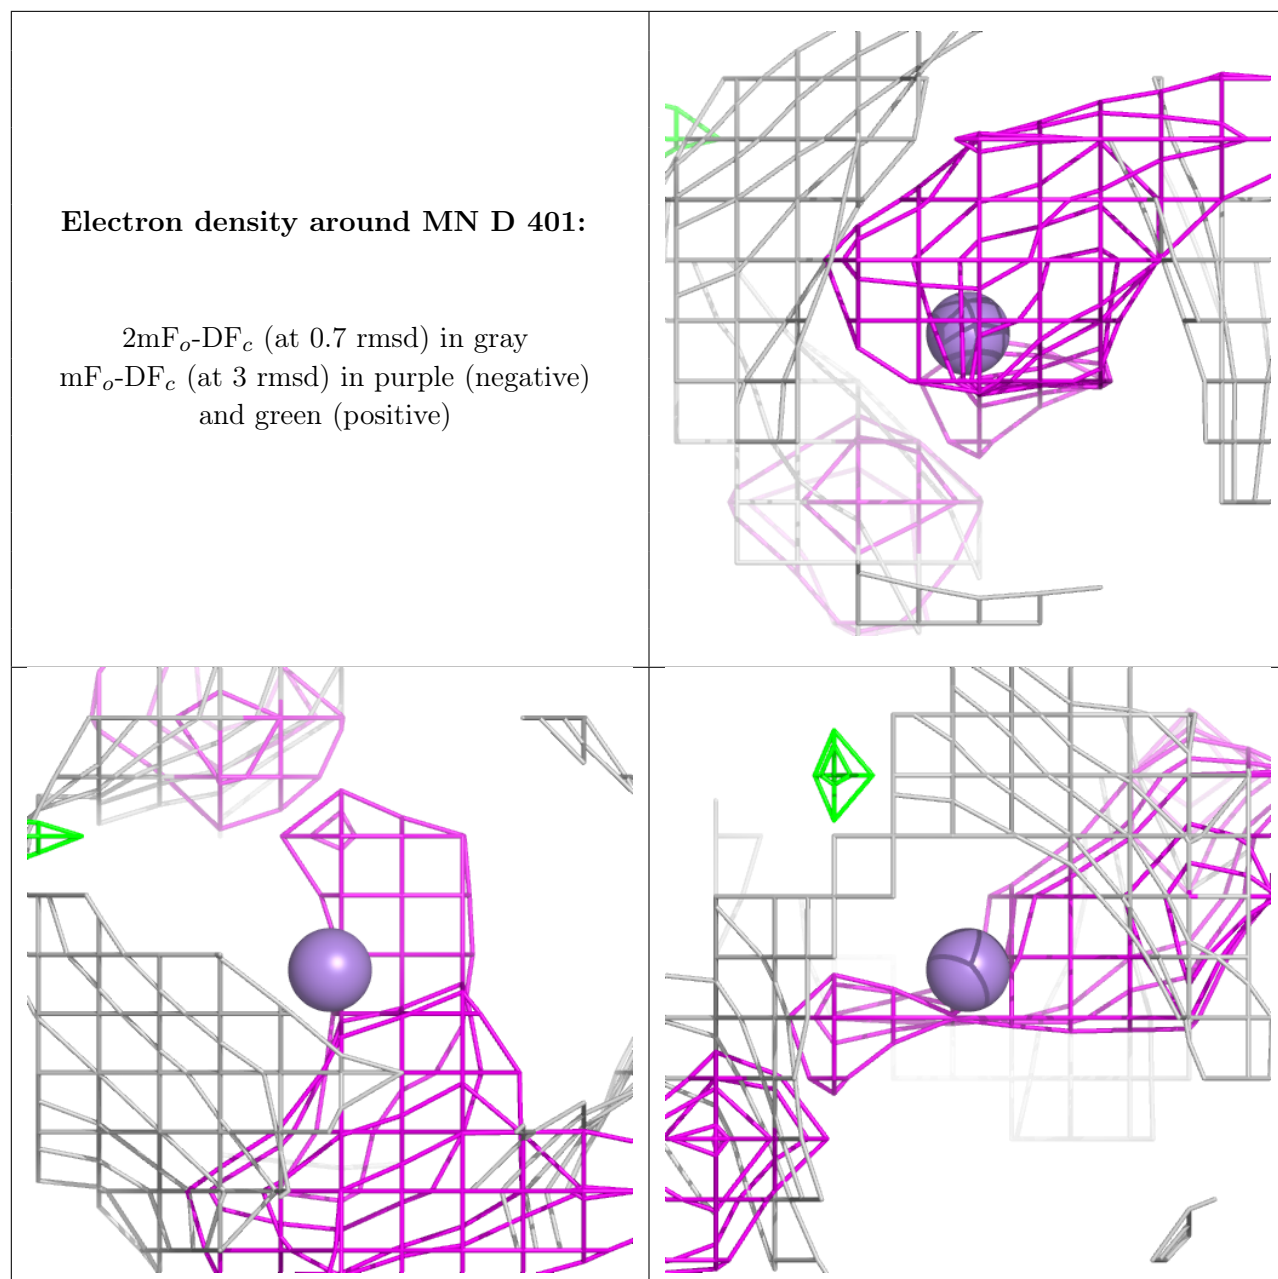 Electron density around MN D 401:
2mFo-DFc (at 0.7 rmsd) in gray
mFo-DFc (at 3 rmsd) in purple (negative)
and green (positive)